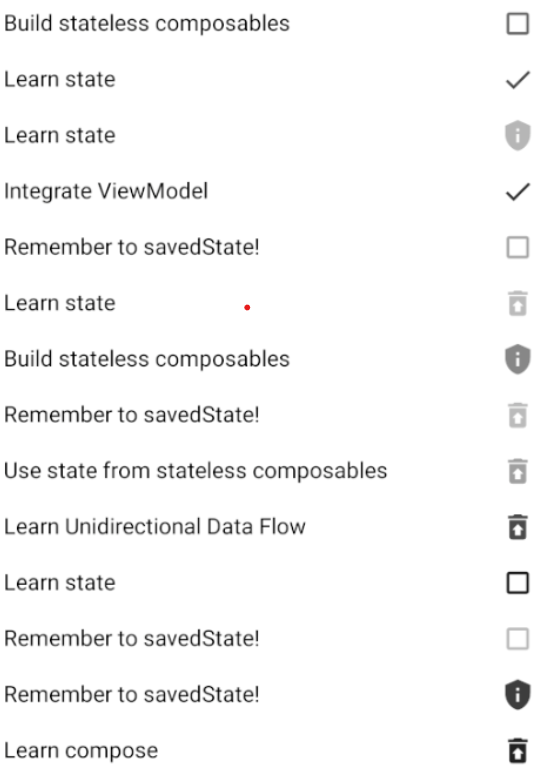 Build stateless composables
Learn state
Learn state
Integrate ViewModel
Remember to savedState!
Learn state
Build stateless composables
Remember to savedState!
Use state from stateless composables
Learn Unidirectional Data Flow
Learn state
Remember to savedState!
Remember to savedState!
Learn compose